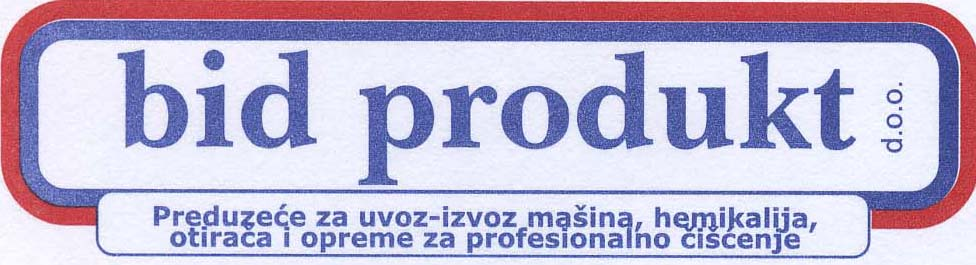 bid produkt d.o.o.
Preduzeće za uvoz-izvoz mašina, hemikalija,
otirača i opreme za profesionalno čišćenje